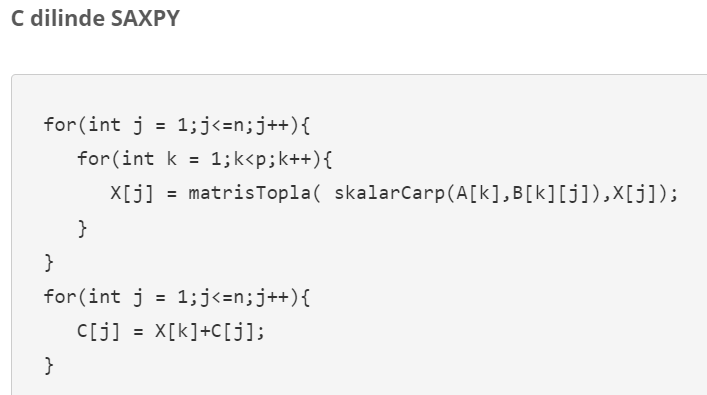 C dilinde SAXPY
for(int j = 1;j<=n;j++){
for(int k = 1;k<p;k++){
X[j] = matrisTopla( skalarCarp(A[k],B[k][j]),X[j]);
}
}
for(int j = 1;j<=n;j++){
C[j] = X[k]+C[j];
}